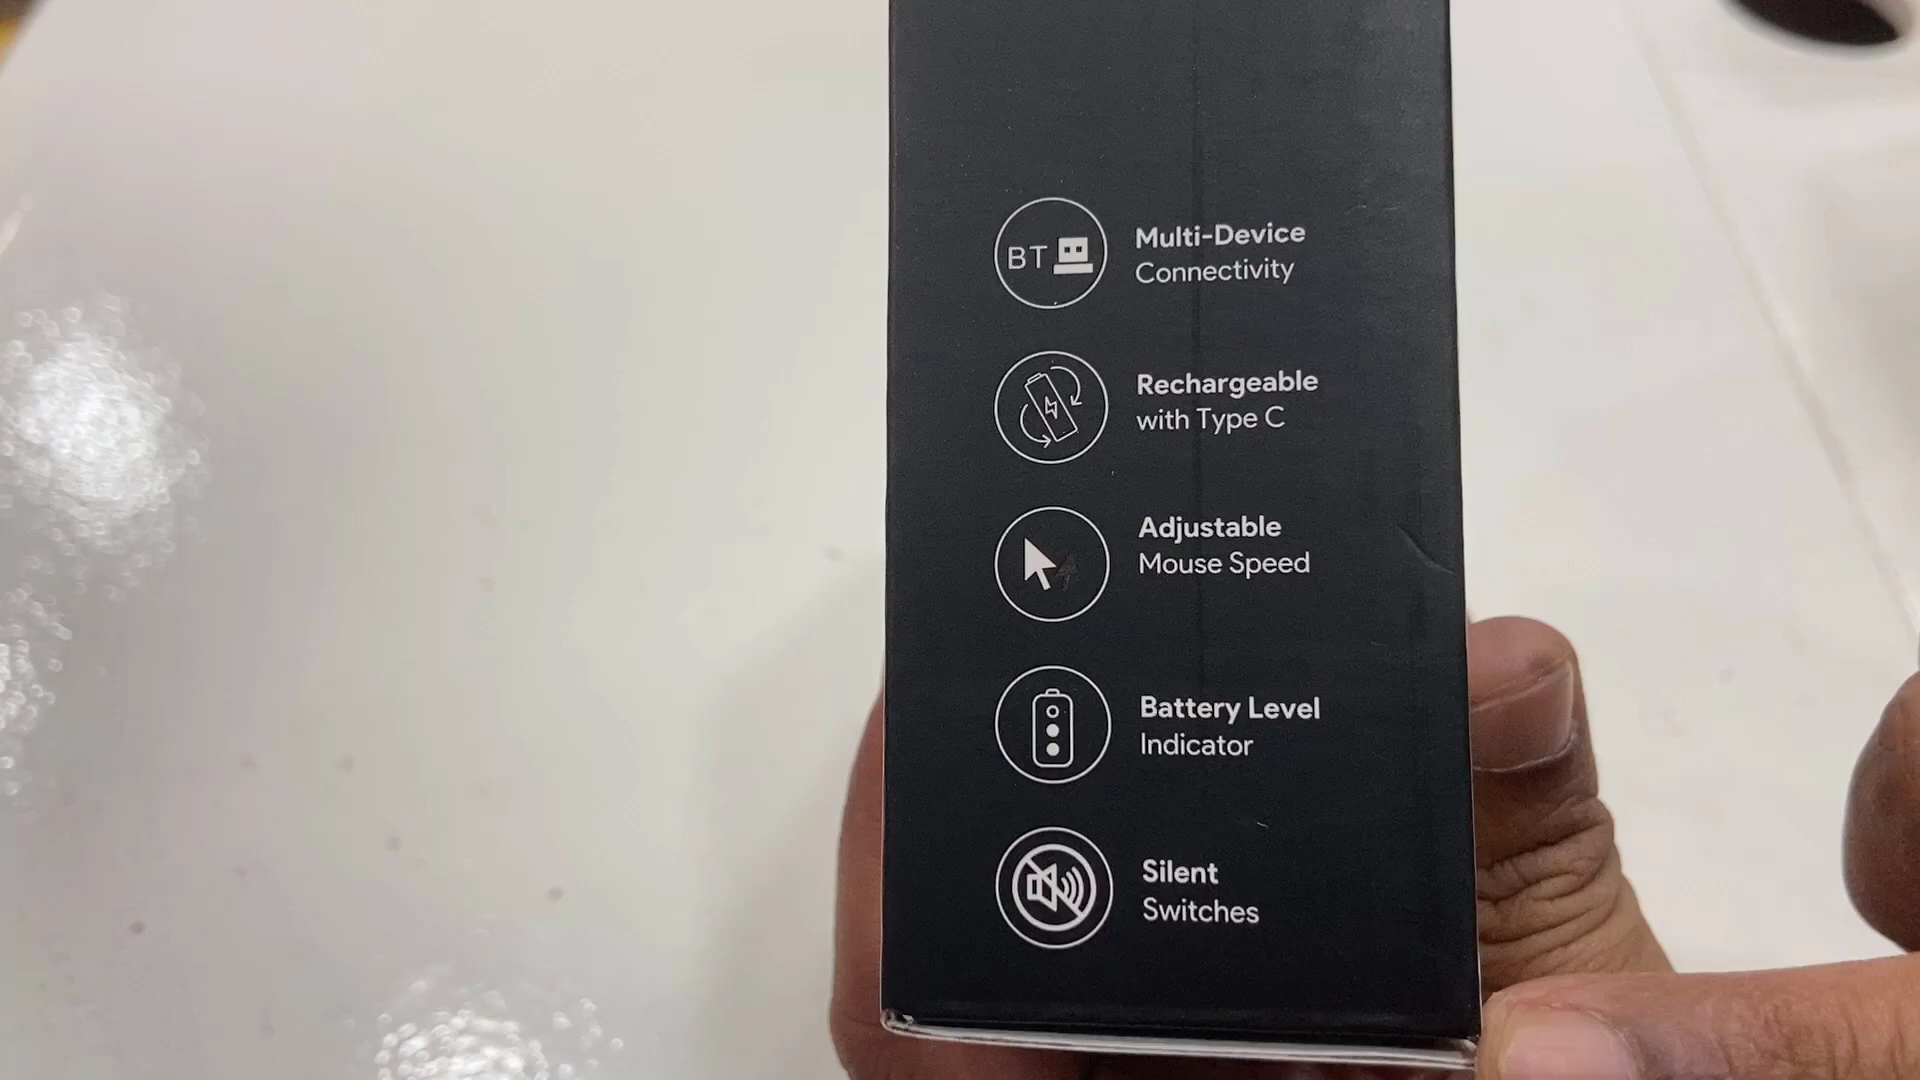 BT
Multi-Device
Connectivity
Rechargeable
with Type C
Adjustable
Mouse Speed
Battery Level
Indicator
Silent
Switches